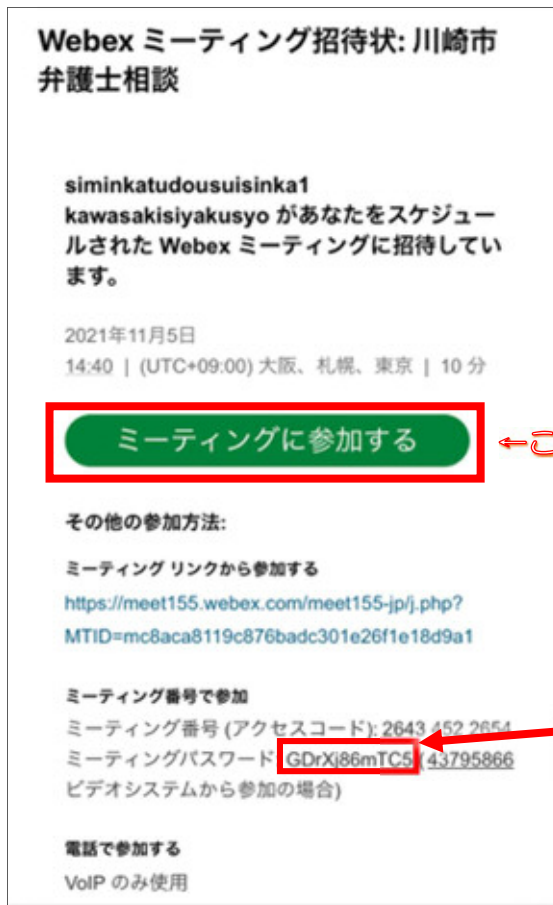 Webex ミーティング招待状: 川崎市
弁護士相談
siminkatudousuisinka1
kawasakisiyakusyo があなたをスケジュー
ルされた Webex ミーティングに招待してい
ます。
2021年11月5日
14:40 | (UTC+09:00) 大阪、札幌、東京 | 10 分
ミーティングに参加する
←こ
その他の参加方法:
ミーティング リンクから参加する
https://meet155.webex.com/meet155-jp/j.php?
MTID=mc8aca8119c876badc301e26f1e18d9a1
ミーティング番号で参加
ミーティング番号 (アクセスコード): 2643 452 2654
ミーティングパスワード: GDrXj86mTC5 (43795866
ビデオシステムから参加の場合)
電話で参加する
VoIP のみ使用